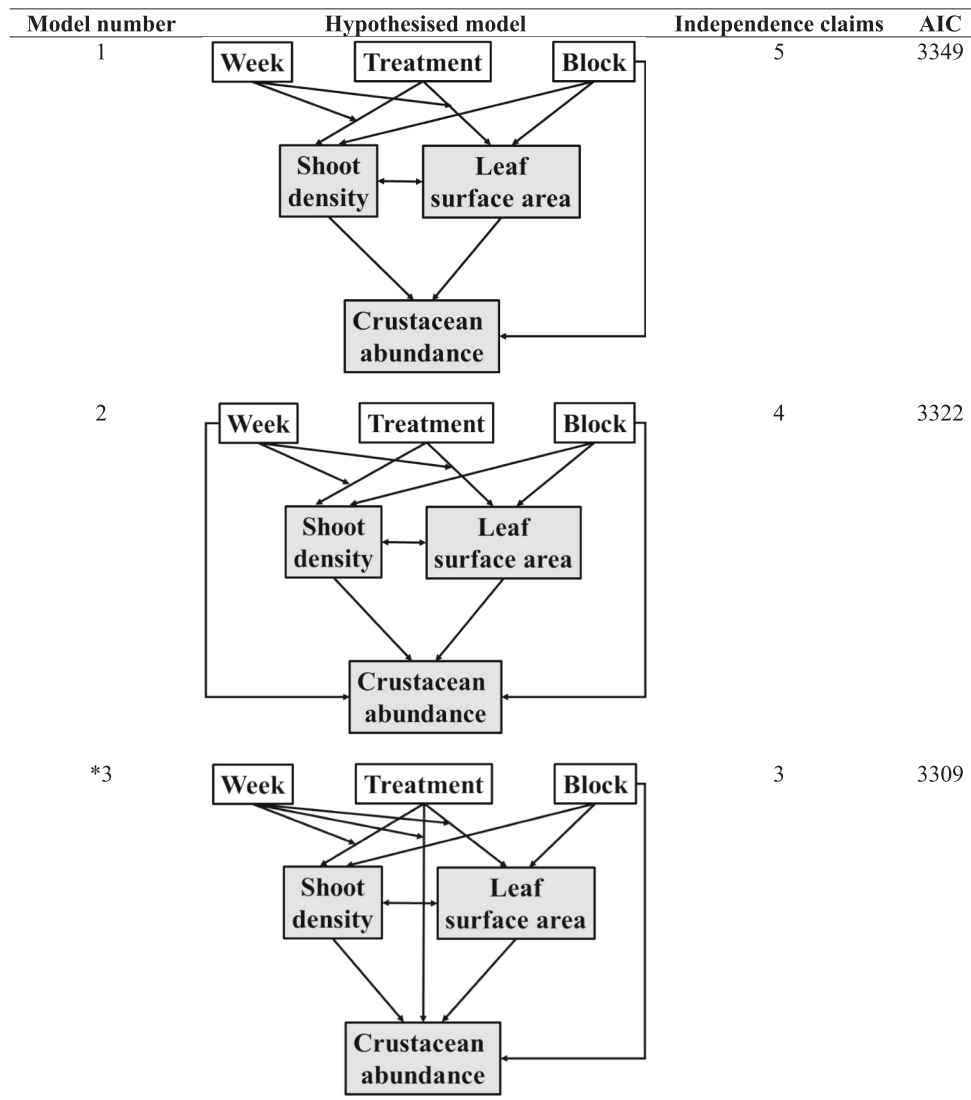 Model number Hypothesised model Independence claims AIC
1 5 3349
Week Treatment Block
Shoot density
Leaf surface area
Crustacean abundance
2 4 3322
Week Treatment Block
Shoot density
Leaf surface area
Crustacean abundance
*3 3 3309
Week Treatment Block
Shoot density
Leaf surface area
Crustacean abundance